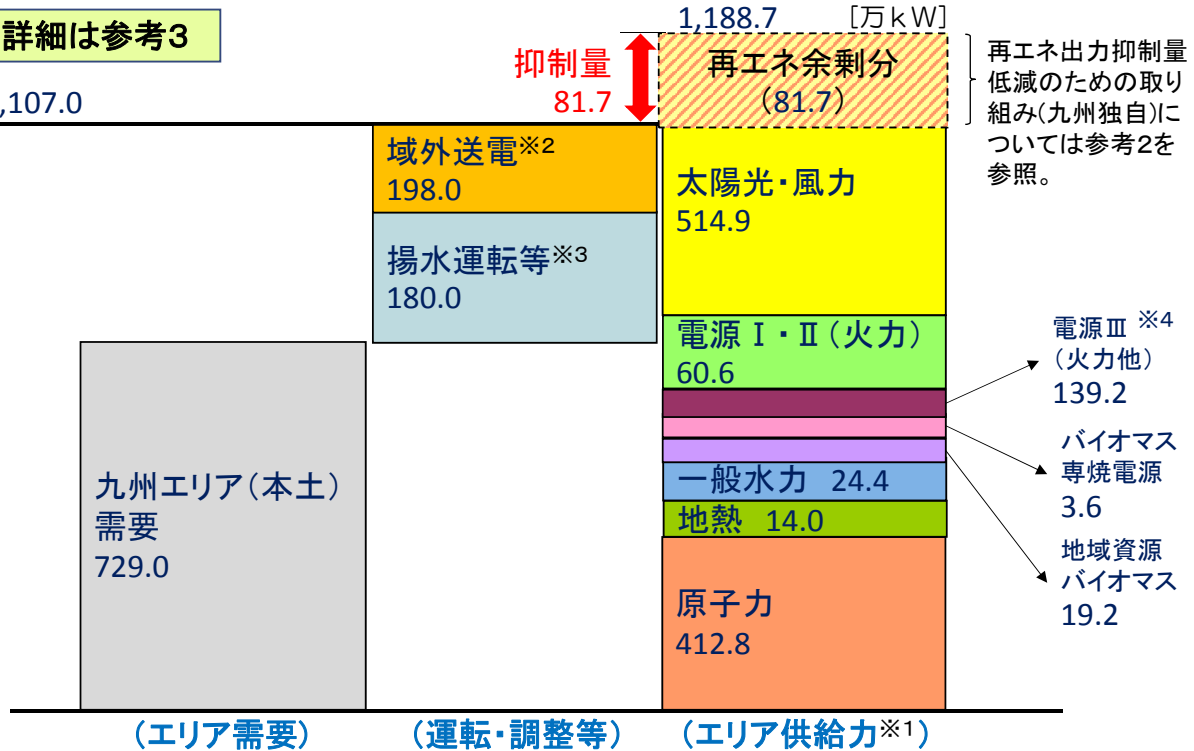 詳細は参考3
,107.0
1,188.7 [万kW]
抑制量
81.7
再エネ余剰分
(81.7)
再エネ出力抑制量
低減のための取り
組み(九州独自)に
ついては参考2を
参照。
域外送電※2
198.0
揚水運転等※3
180.0
太陽光・風力
514.9
電源Ⅰ・Ⅱ(火力)
60.6
電源Ⅲ ※4
(火力他)
139.2
バイオマス
専焼電源
3.6
地域資源
バイオマス
19.2
一般水力 24.4
地熱 14.0
原子力
412.8
九州エリア(本土)
需要
729.0
(エリア需要)
(運転・調整等)
(エリア供給力※1)